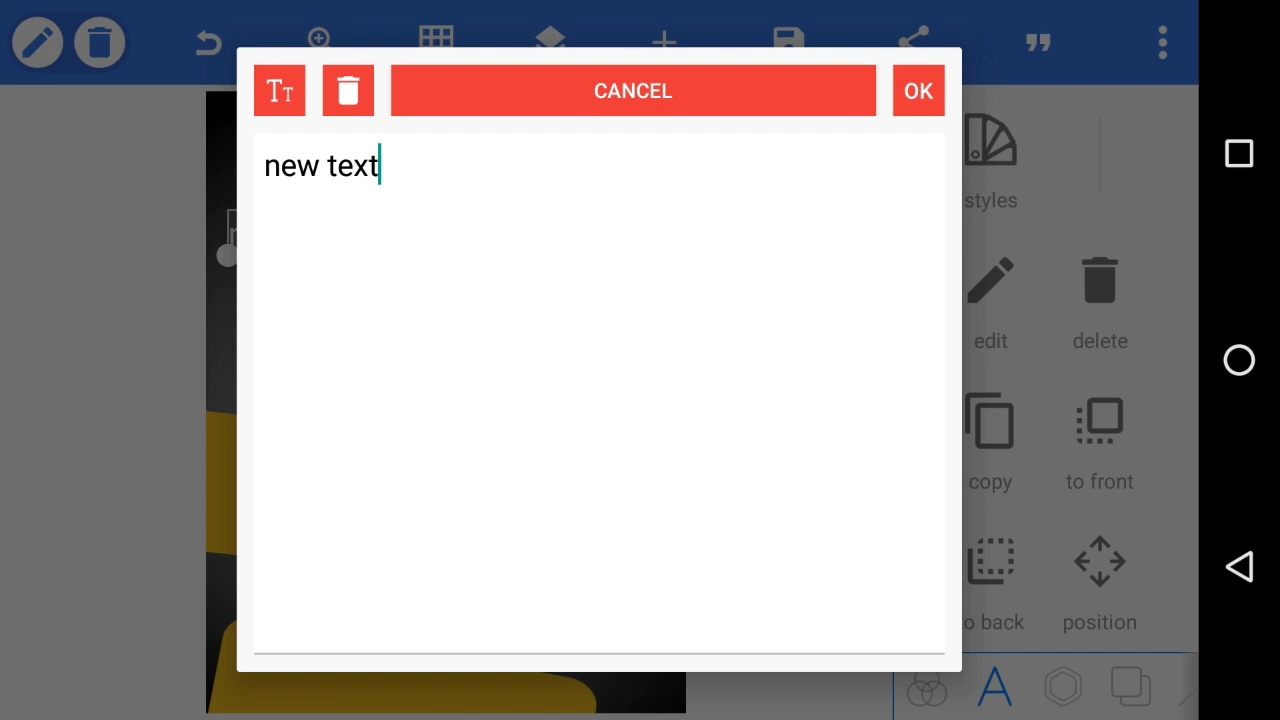 CANCEL
OK
new text
styles
edit
delete
copy
to front
o back
position